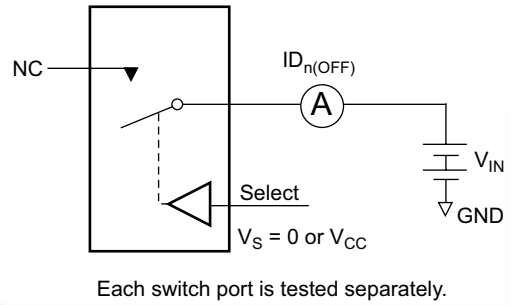 ID_n(OFF)
NC
A
V_IN
Select
GND
V_S = 0 or V_CC
Each switch port is tested separately.